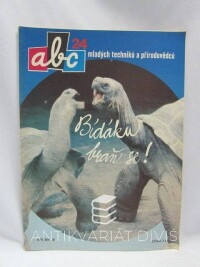 24
abc
mladých techniků a přírodovědců
Bidáku
braň se!
ANTIKVARIÁT DIVIŠ